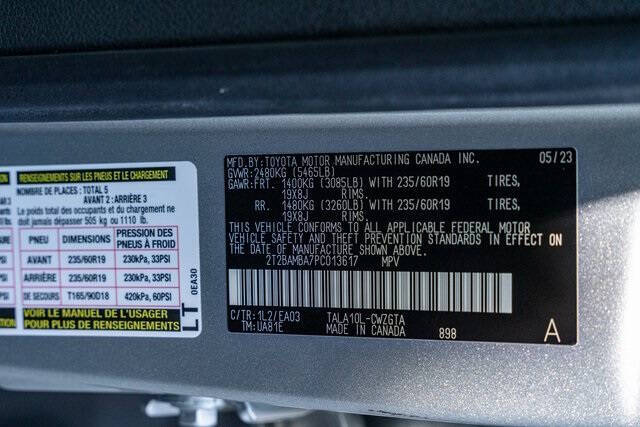 RENSEIGNEMENTS SUR LES PNEUS ET LE CHARGEMENT
NOMBRE DE PLACES: TOTAL 5
AVANT 2: ARRIÈRE 3
Le poids total des occupants et du chargement ne
doit jamais dépasser 505 kg ou 1110 lb.
PNEU DIMENSIONS PRESSION DES PNEUS À FROID
AVANT 235/60R19 230kPa, 33PSI
ARRIÈRE 235/60R19 230kPa, 33PSI
DE SECOURS T165/90D18 420kPa, 60PSI
VOIR LE MANUEL DE L'USAGER
POUR PLUS DE RENSEIGNEMENTS
LT 0EA30
MFD.BY:TOYOTA MOTOR MANUFACTURING CANADA INC. 05/23
GVWR:2480KG (5465LB)
GAWR:FRT. 1400KG (3085LB) WITH 235/60R19 TIRES,
19X8J RIMS,
RR. 1480KG (3260LB) WITH 235/60R19 TIRES,
19X8J RIMS.
THIS VEHICLE CONFORMS TO ALL APPLICABLE FEDERAL MOTOR
VEHICLE SAFETY AND THEFT PREVENTION STANDARDS IN EFFECT ON
THE DATE OF MANUFACTURE SHOWN ABOVE.
2T2BAMBA7PC013617 MPV
C/TR:1L2/EA03 TALA10L-CWZGTA
TM:UA81E MADE IN CANADA 898 A